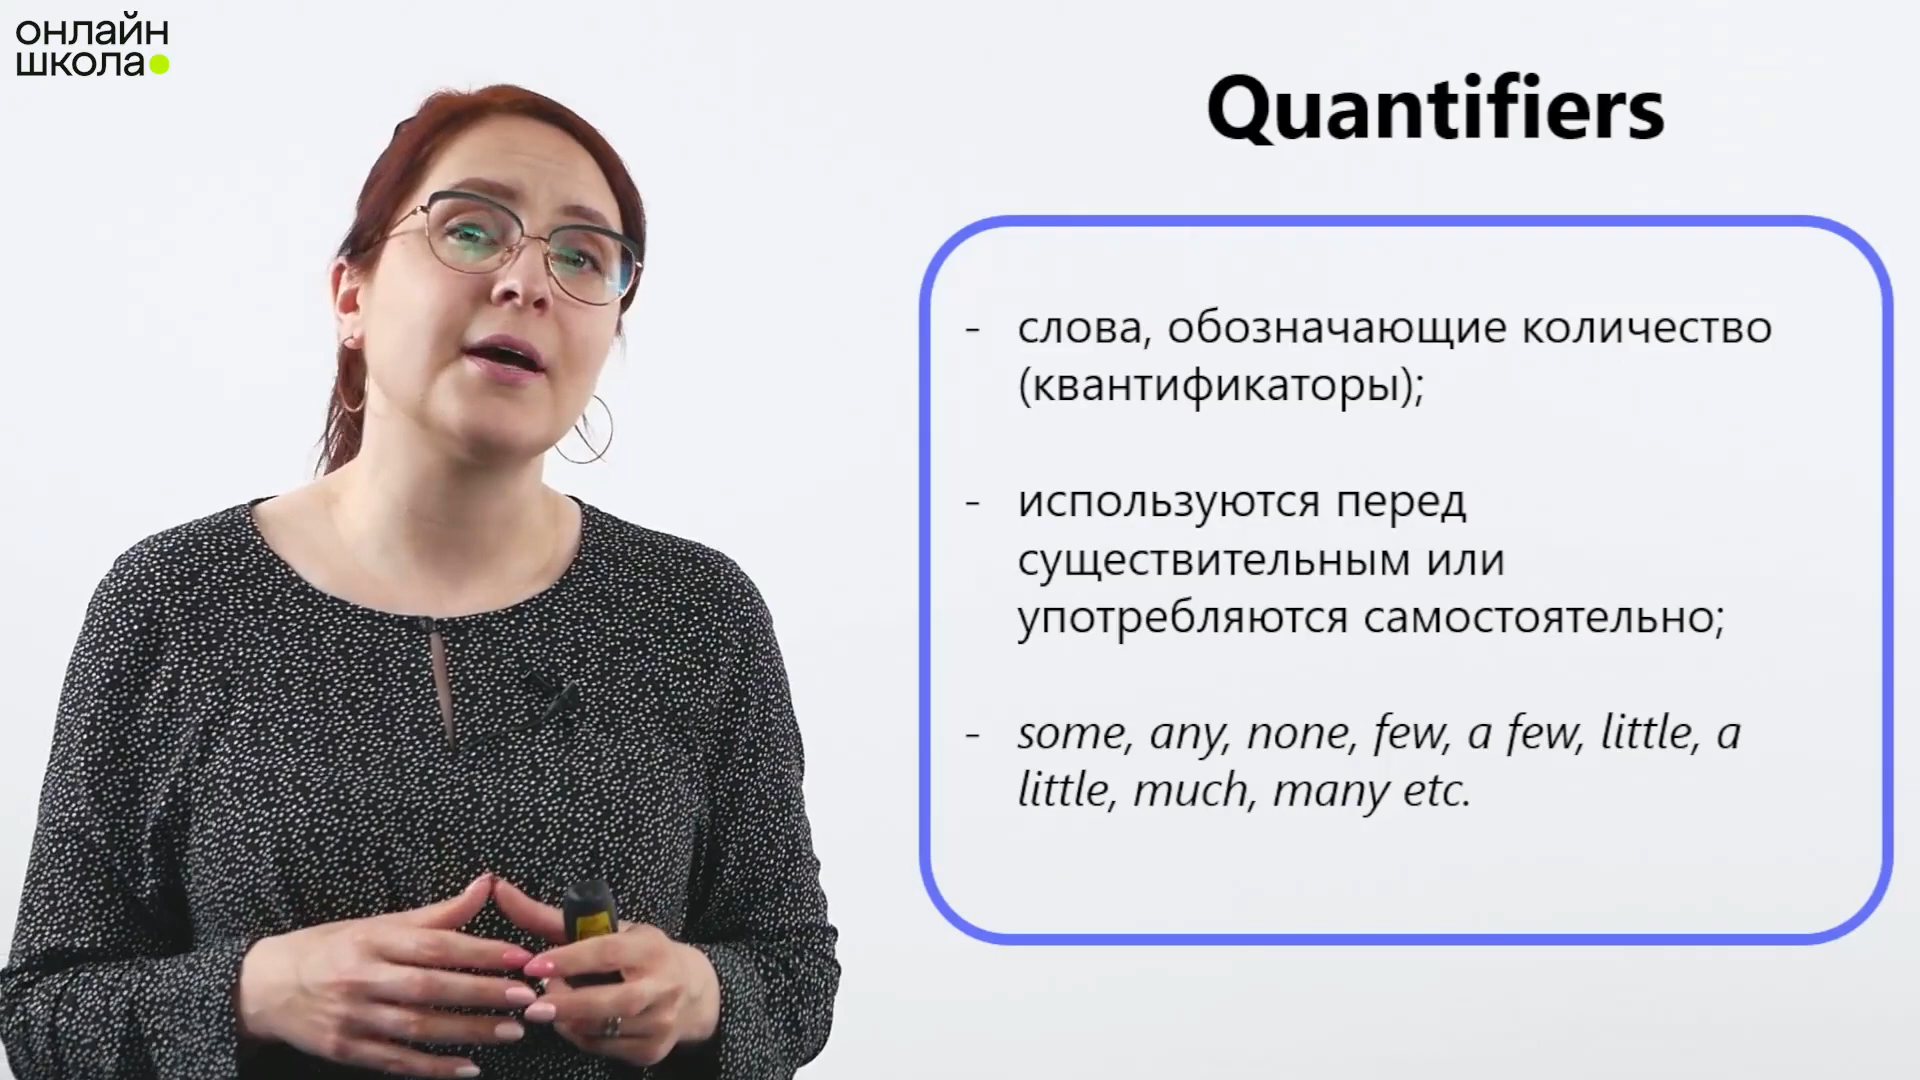 онлайн
школа
Quantifiers
- слова, обозначающие количество
(квантификаторы);
- используются перед
существительным или
употребляются самостоятельно;
- some, any, none, few, a few, little, a
little, much, many etc.